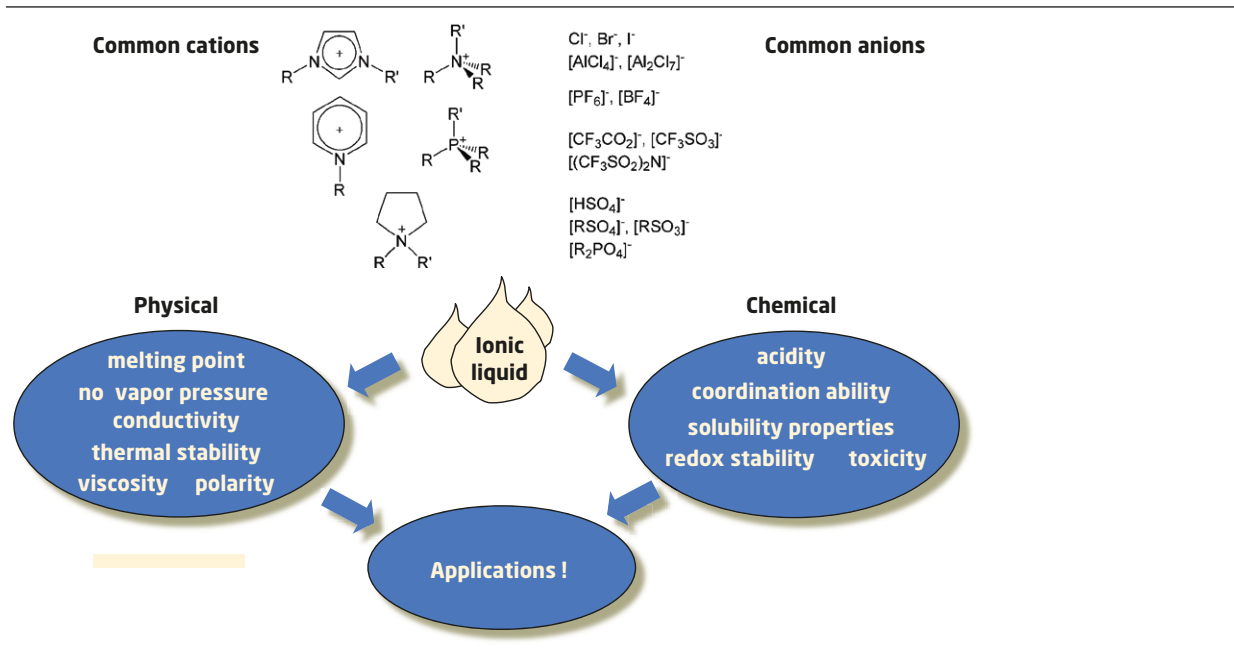 Common cations
R N + N R'
R' N+ R R R
+ N R
R' P+ R R R
+ N R R'
Cl-, Br-, I-
[AlCl4]-, [Al2Cl7]-
[PF6]-, [BF4]-
[CF3CO2]-, [CF3SO3]-
[(CF3SO2)2N]-
[HSO4]-
[RSO4]-, [RSO3]-
[R2PO4]-
Common anions
Physical
melting point
no vapor pressure
conductivity
thermal stability
viscosity polarity
Ionic
liquid
Chemical
acidity
coordination ability
solubility properties
redox stability toxicity
Applications !